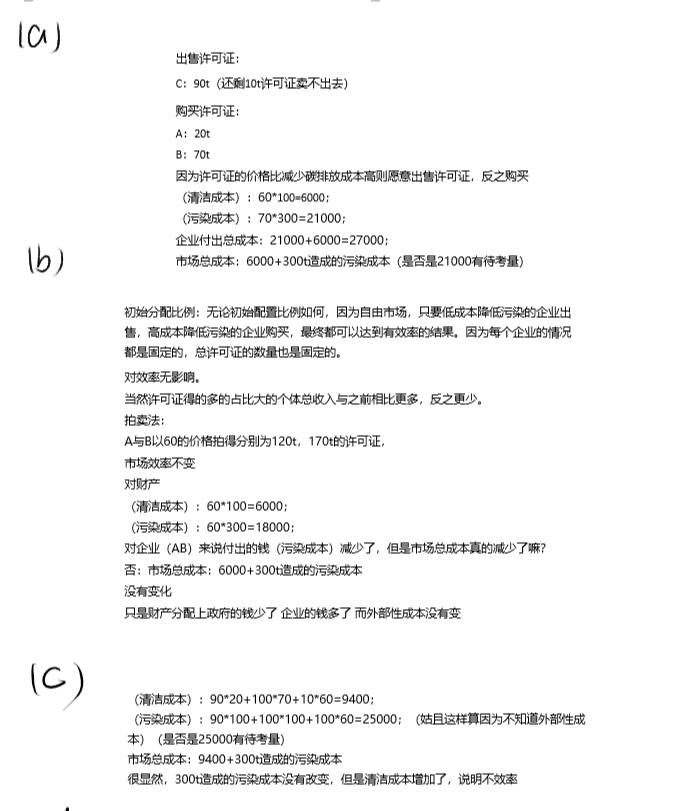 (a)
出售许可证：
C：90t（还剩10t许可证卖不出去）
购买许可证：
A：20t
B：70t
因为许可证的价格比减少碳排放成本高则愿意出售许可证，反之购买
（清洁成本）：60*100=6000；
（污染成本）：70*300=21000；
企业付出总成本：21000+6000=27000；
市场总成本：6000+300t造成的污染成本（是否是21000有待考量）
(b)
初始分配比例：无论初始配置比例如何，因为自由市场，只要低成本降低污染的企业出
售，高成本降低污染的企业购买，最终都可以达到有效率的结果。因为每个企业的情况
都是固定的，总许可证的数量也是固定的。
对效率无影响。
当然许可证得的多的占比大的个体总收入与之前相比更多，反之更少。
拍卖法：
A与B以60的价格拍得分别为120t，170t的许可证，
市场效率不变
对财产
（清洁成本）：60*100=6000；
（污染成本）：60*300=18000；
对企业（AB）来说付出的钱（污染成本）减少了，但是市场总成本真的减少了嘛？
否：市场总成本：6000+300t造成的污染成本
没有变化
只是财产分配上政府的钱少了 企业的钱多了 而外部性成本没有变
(C)
（清洁成本）：90*20+100*70+10*60=9400；
（污染成本）：90*100+100*100+100*60=25000；（姑且这样算因为不知道外部性成
本）（是否是25000有待考量）
市场总成本：9400+300t造成的污染成本
很显然，300t造成的污染成本没有改变，但是清洁成本增加了，说明不效率